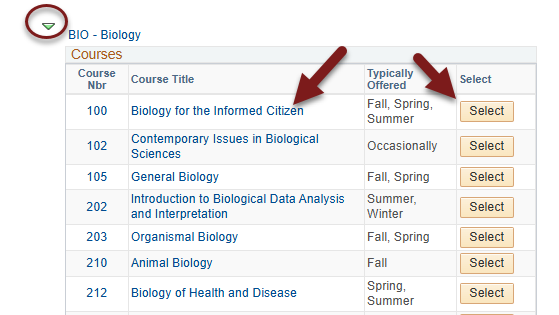 BIO - Biology
Courses
Course Nbr Course Title Typically Offered Select
100 Biology for the Informed Citizen Fall, Spring, Summer Select
102 Contemporary Issues in Biological Sciences Occasionally Select
105 General Biology Fall, Spring Select
202 Introduction to Biological Data Analysis and Interpretation Summer, Winter Select
203 Organismal Biology Fall, Spring Select
210 Animal Biology Fall Select
212 Biology of Health and Disease Spring, Summer Select